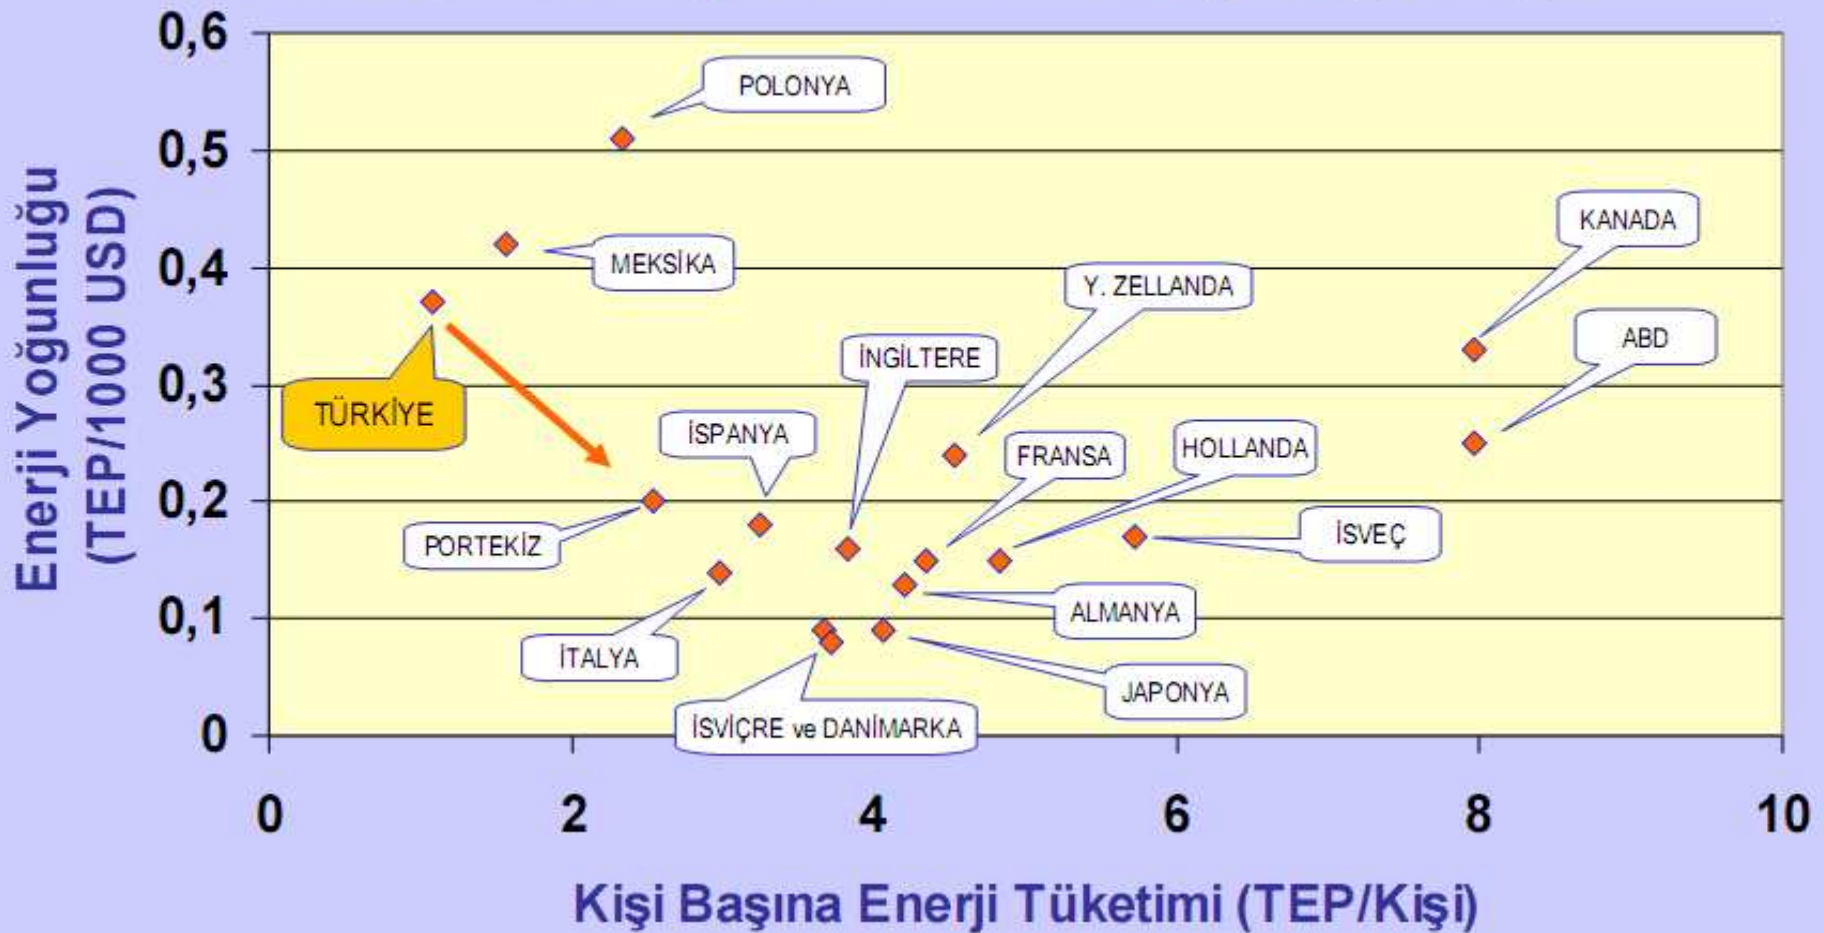 0,6
0,5
0,4
0,3
0,2
0,1
0
Enerji Yoğunluğu
(TEP/1000 USD)
POLONYA
MEKSİKA
KANADA
Y. ZELLANDA
ABD
İNGİLTERE
TÜRKİYE
İSPANYA
FRANSA
HOLLANDA
PORTEKİZ
İSVEÇ
ALMANYA
İTALYA
JAPONYA
İSVİÇRE ve DANİMARKA
0 2 4 6 8 10
Kişi Başına Enerji Tüketimi (TEP/Kişi)